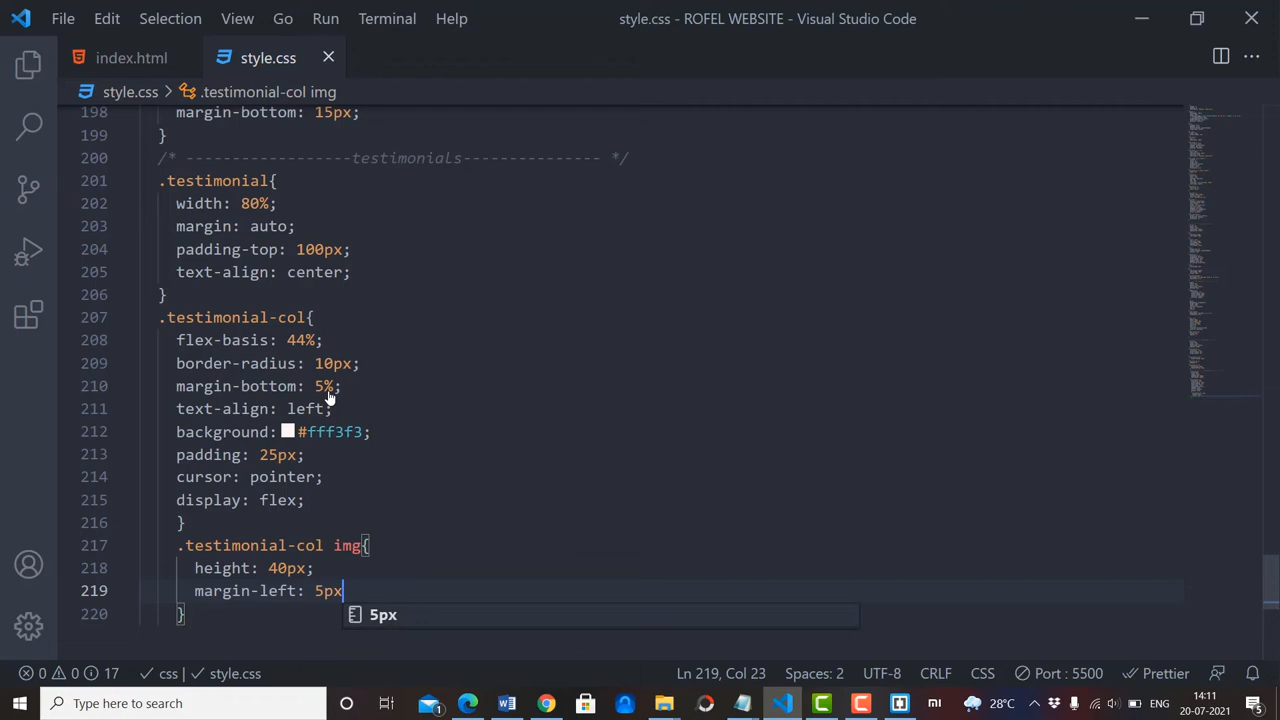 File Edit Selection View Go Run Terminal Help style.css - ROFEL WEBSITE - Visual Studio Code
index.html style.css
style.css > .testimonial-col img
198 margin-bottom: 15px;
199 }
200 /* ------------------testimonials--------------- */
201 .testimonial{
202 width: 80%;
203 margin: auto;
204 padding-top: 100px;
205 text-align: center;
206 }
207 .testimonial-col{
208 flex-basis: 44%;
209 border-radius: 10px;
210 margin-bottom: 5%;
211 text-align: left;
212 background: #fff3f3;
213 padding: 25px;
214 cursor: pointer;
215 display: flex;
216 }
217 .testimonial-col img{
218 height: 40px;
219 margin-left: 5px
220 }
5px
0 0 17 css | style.css Ln 219, Col 23 Spaces: 2 UTF-8 CRLF CSS Port : 5500 Prettier
Type here to search 1 mi 28°C 14:11
20-07-2021 5